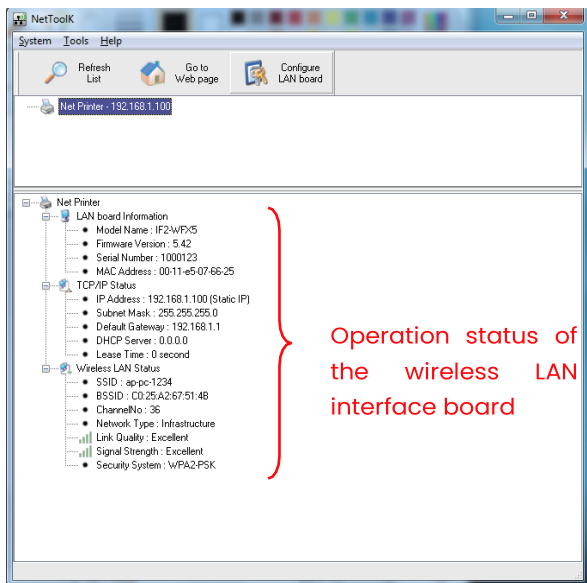 NetToolK
System Tools Help
Refresh List
Go to Web page
Configure LAN board
Net Printer - 192.168.1.100
Net Printer
LAN board Information
Model Name : IF2-WFX5
Firmware Version : 5.42
Serial Number : 1000123
MAC Address : 00-11-e5-07-66-25
TCP/IP Status
IP Address : 192.168.1.100 (Static IP)
Subnet Mask : 255.255.255.0
Default Gateway : 192.168.1.1
DHCP Server : 0.0.0.0
Lease Time : 0 second
Wireless LAN Status
SSID : ap-pc-1234
BSSID : C0:25:A2:67:51:4B
ChannelNo : 36
Network Type : Infrastructure
Link Quality : Excellent
Signal Strength : Excellent
Security System : WPA2-PSK
Operation status of
the wireless LAN
interface board